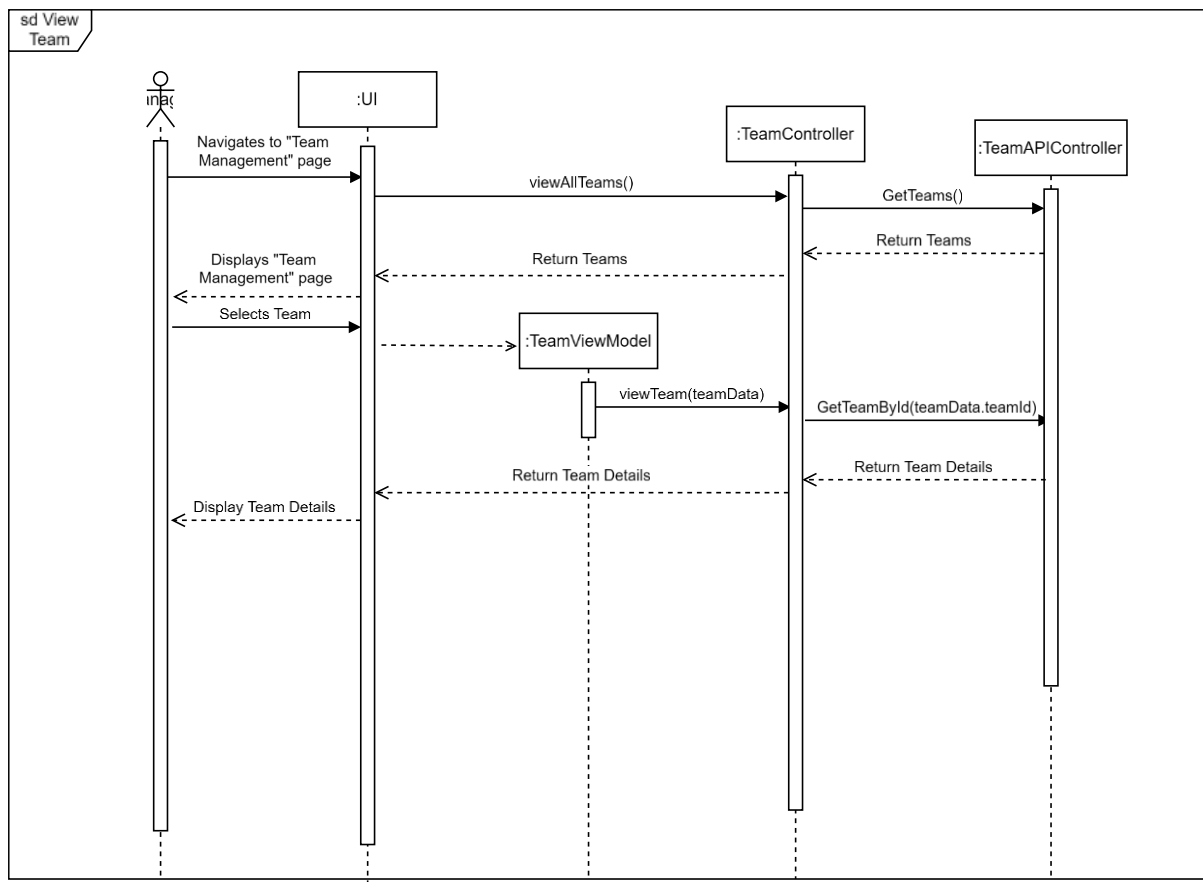 sd View
Team
:UI
:TeamController
:TeamAPIController
Navigates to "Team
Management" page
viewAllTeams()
GetTeams()
Return Teams
Return Teams
Displays "Team
Management" page
Selects Team
:TeamViewModel
viewTeam(teamData)
GetTeamById(teamData.teamId)
Return Team Details
Return Team Details
Display Team Details